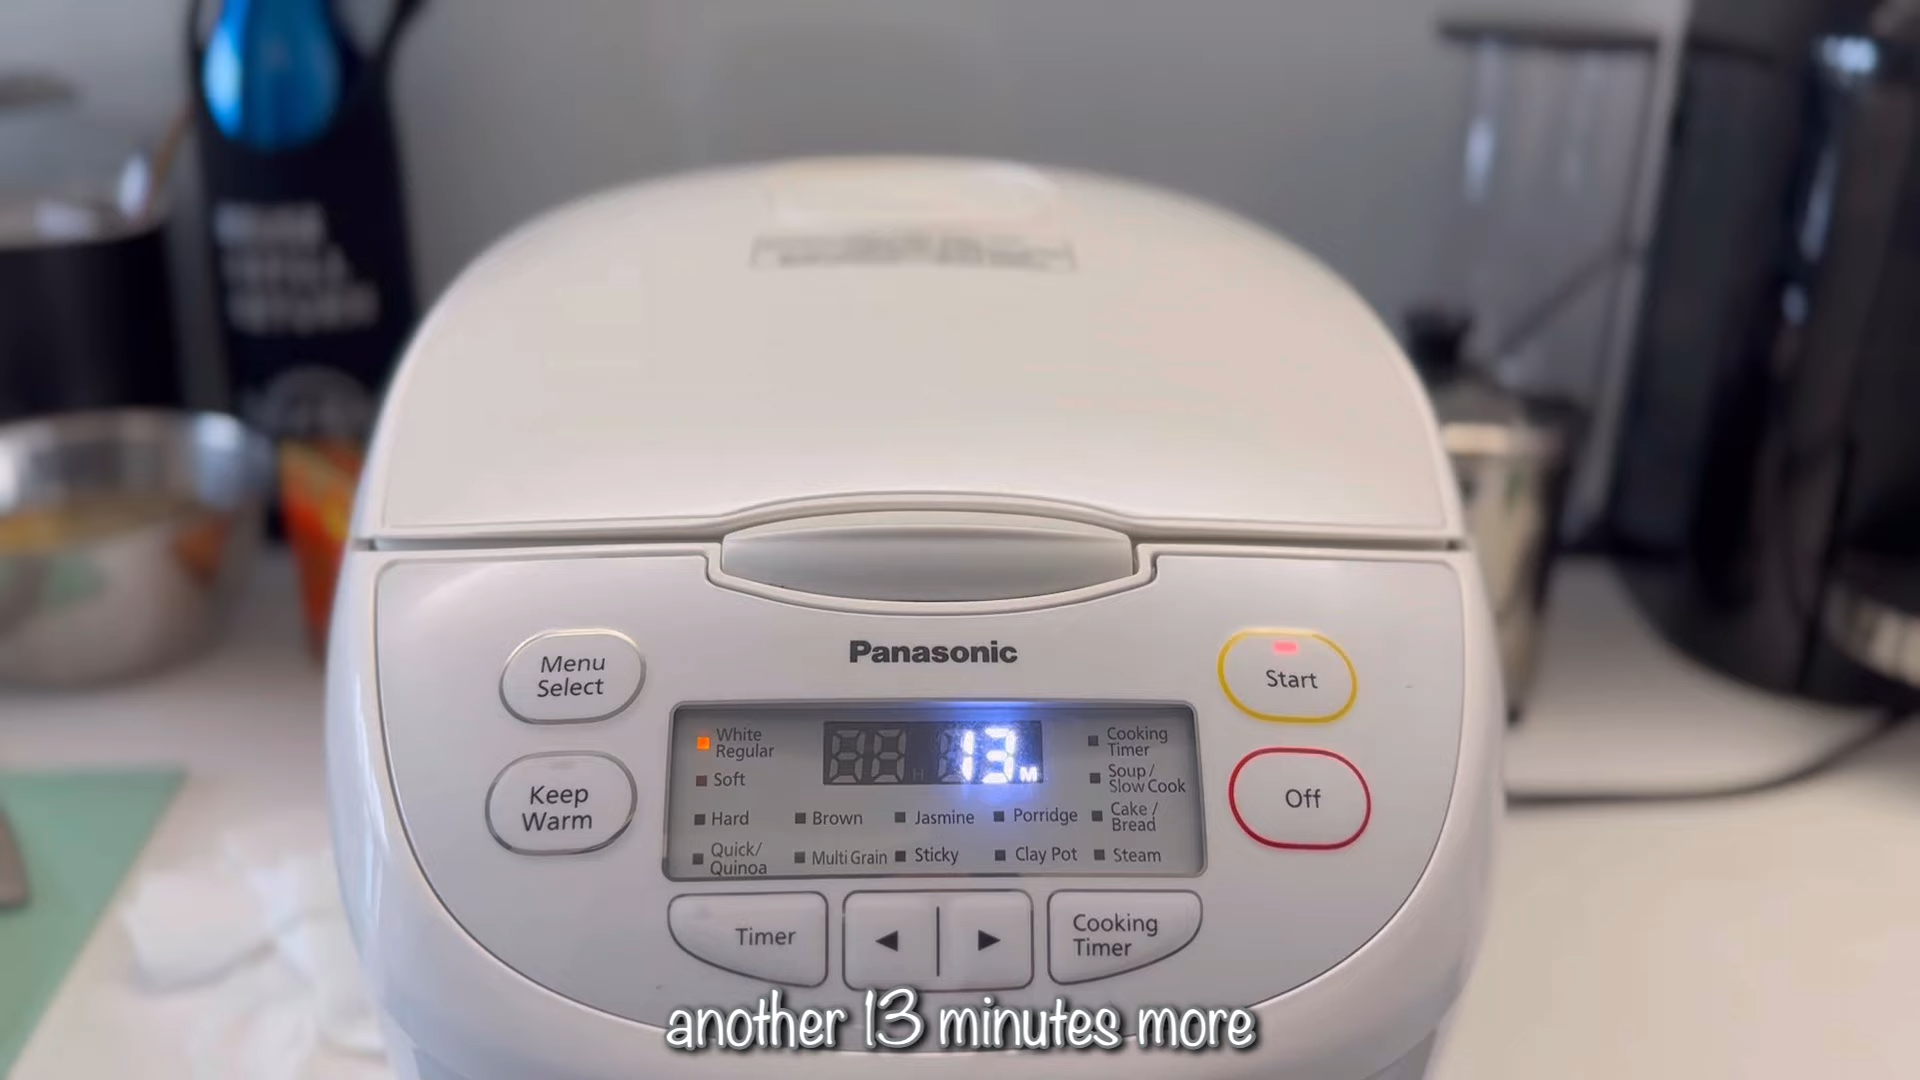 Panasonic
Menu
Select
Start
White
Regular
13 M
Cooking
Timer
Soft
Soup/
Slow Cook
Keep
Warm
Off
Hard
Brown
Jasmine
Porridge
Cake /
Bread
Quick/
Quinoa
Multi Grain
Sticky
Clay Pot
Steam
Timer
◀
▶
Cooking
Timer
another 13 minutes more